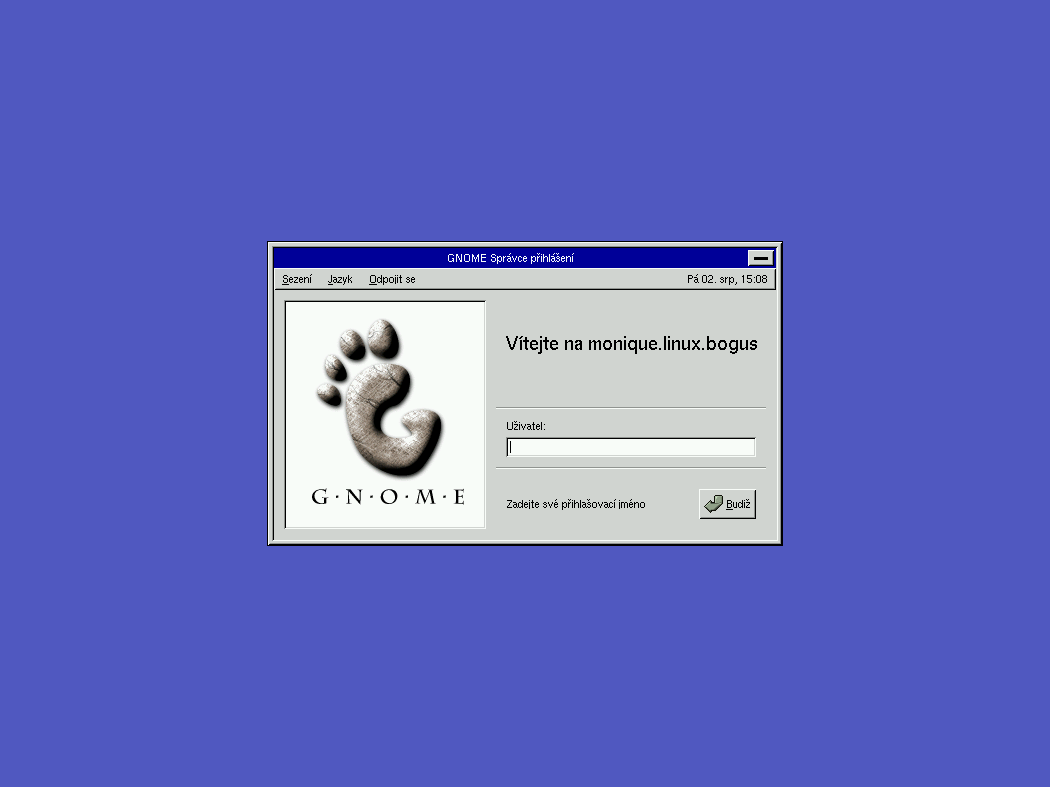 GNOME Správce přihlášení
Sezení Jazyk Odpojit se Pá 02. srp, 15:08
Vítejte na monique.linux.bogus
Uživatel:
G·N·O·M·E
Zadejte své přihlašovací jméno Budiž